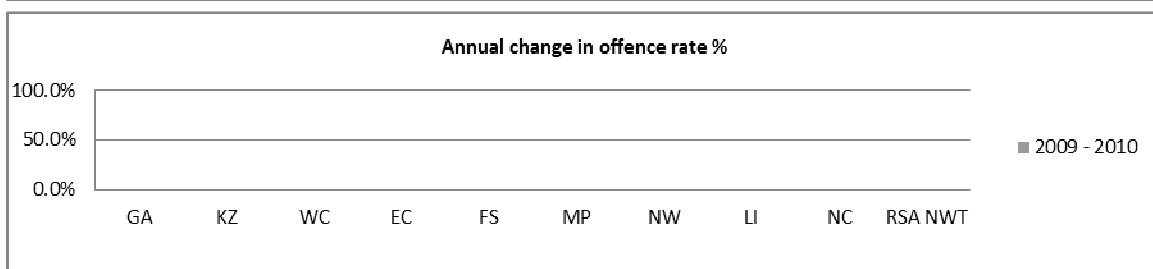 Annual change in offence rate %
100.0%
50.0%
0.0%
GA KZ WC EC FS MP NW LI NC RSA NWT
2009 - 2010